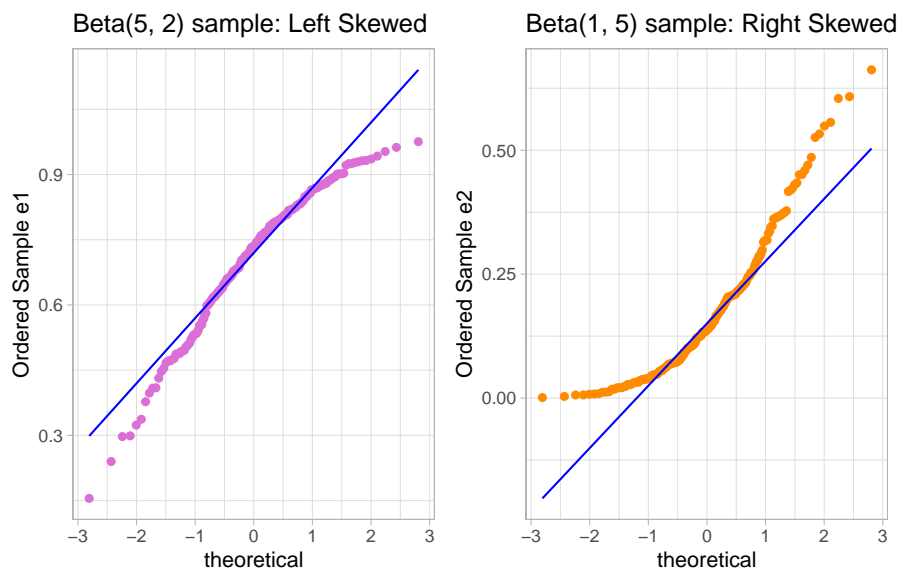 Beta(5, 2) sample: Left Skewed
Ordered Sample e1
0.9
0.6
0.3
−3 −2 −1 0 1 2 3
theoretical
Beta(1, 5) sample: Right Skewed
Ordered Sample e2
0.50
0.25
0.00
−3 −2 −1 0 1 2 3
theoretical